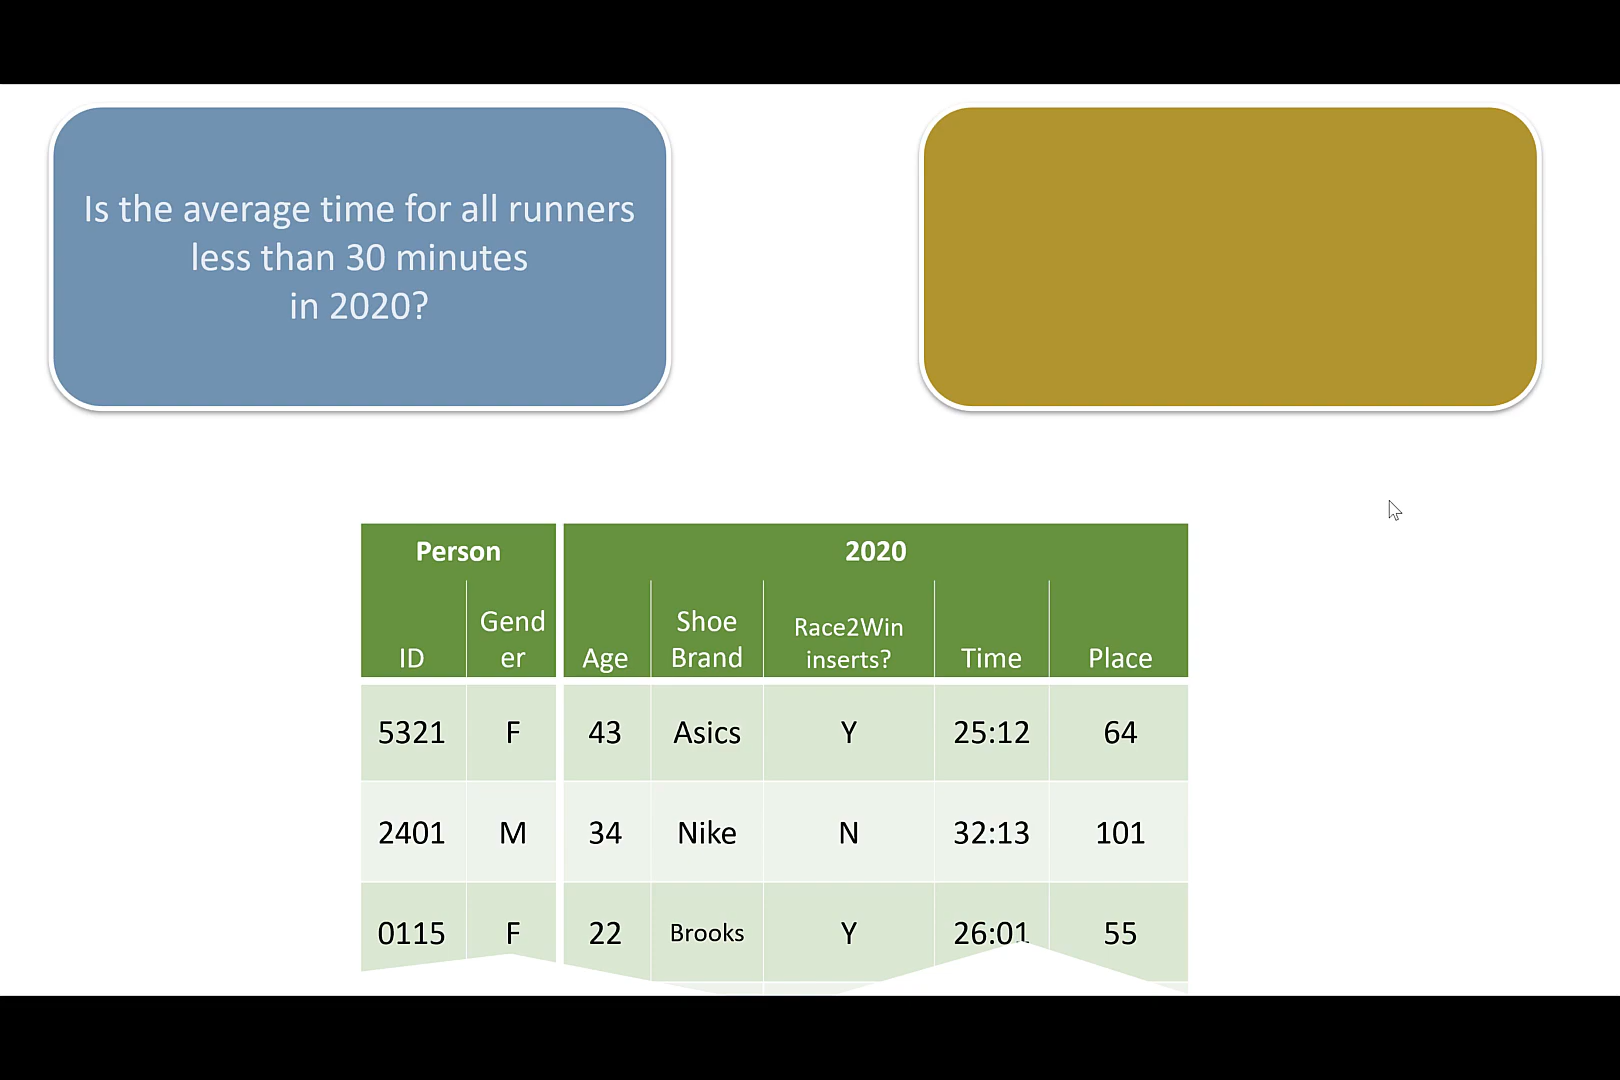 Is the average time for all runners
less than 30 minutes
in 2020?
Person 2020
ID Gend
er Age Shoe
Brand Race2Win
inserts? Time Place
5321 F 43 Asics Y 25:12 64
2401 M 34 Nike N 32:13 101
0115 F 22 Brooks Y 26:01 55